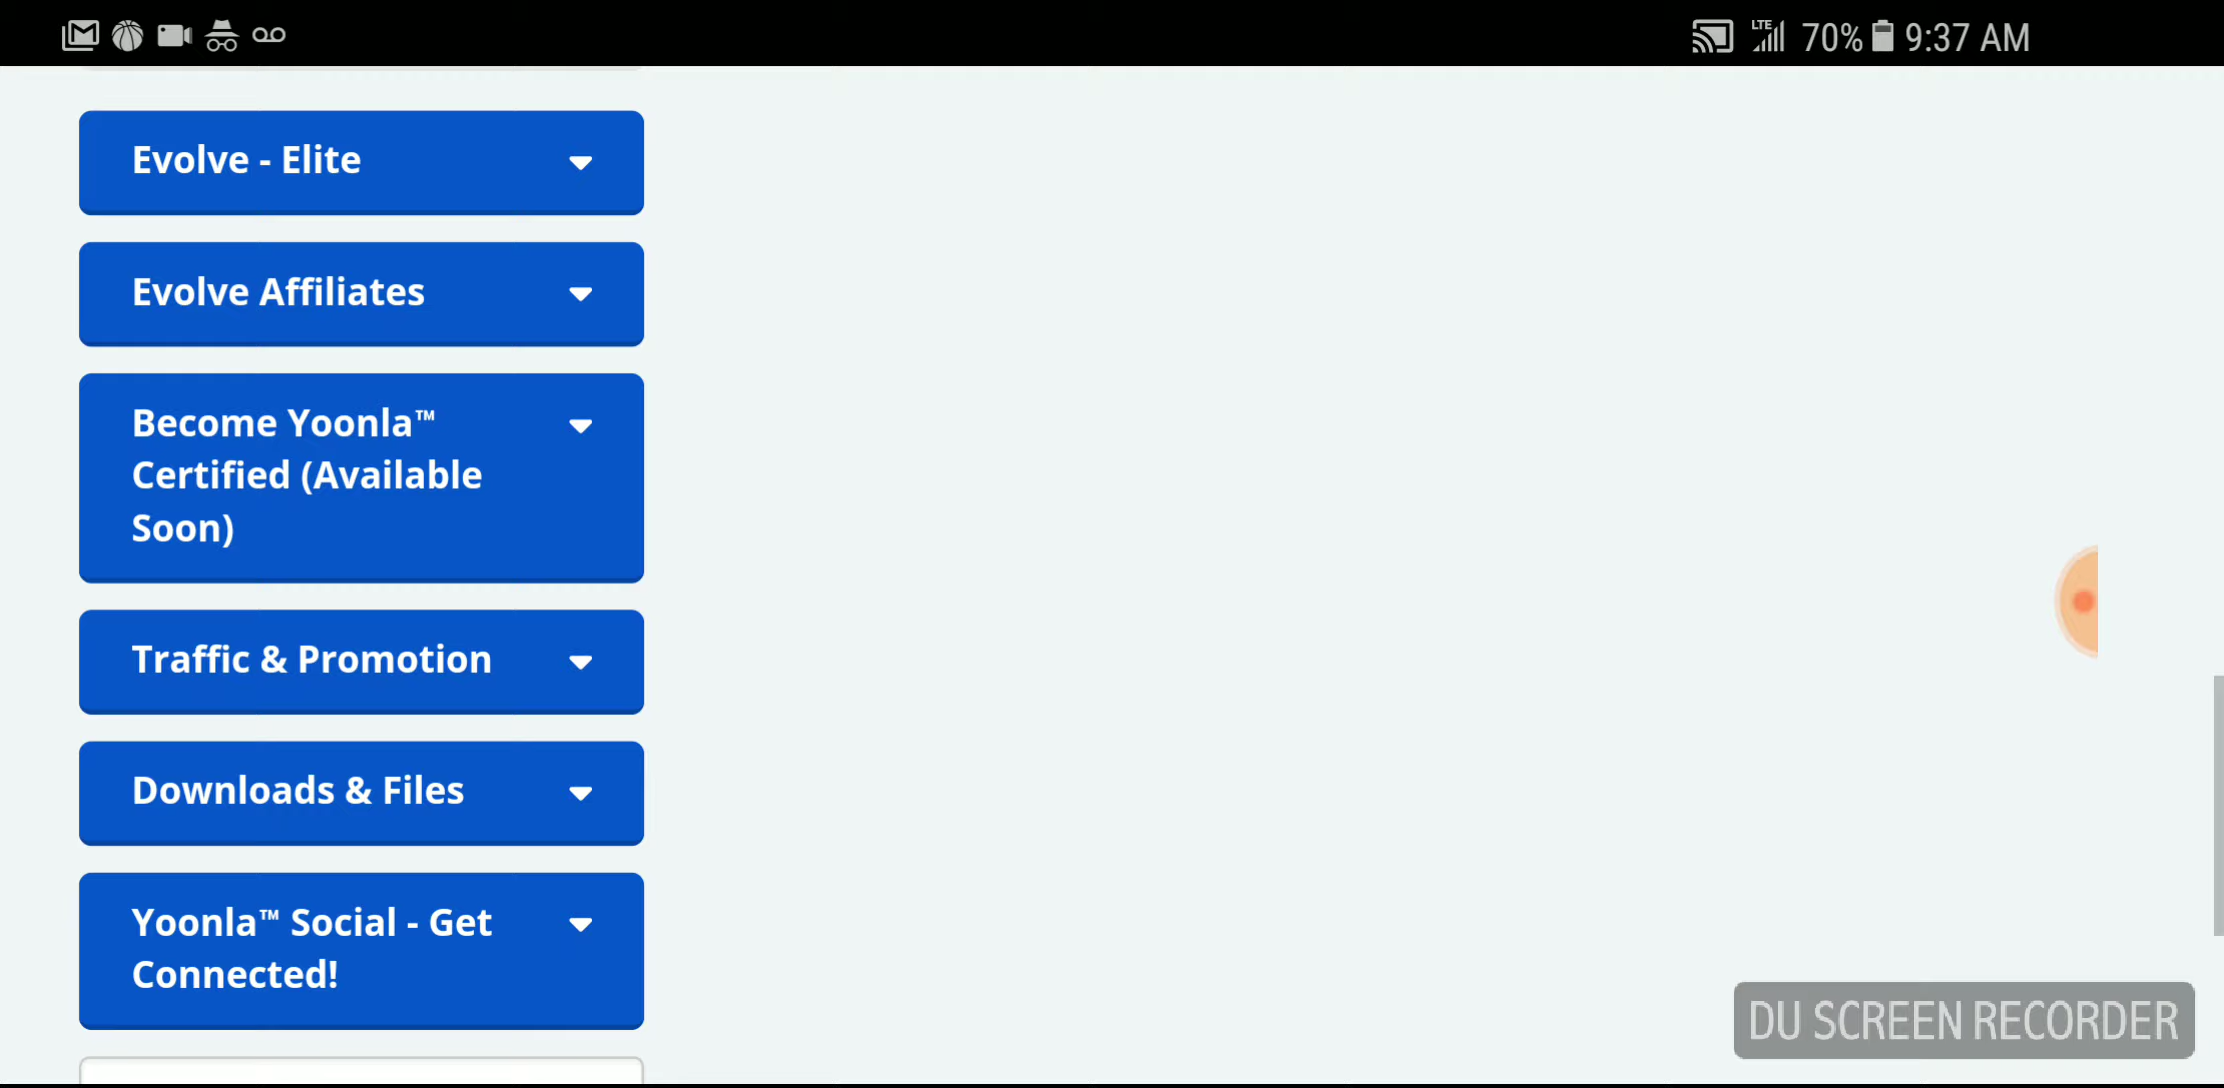 LTE 70% 9:37 AM
Evolve - Elite
Evolve Affiliates
Become Yoonla™
Certified (Available
Soon)
Traffic & Promotion
Downloads & Files
Yoonla™ Social - Get
Connected!
DU SCREEN RECORDER